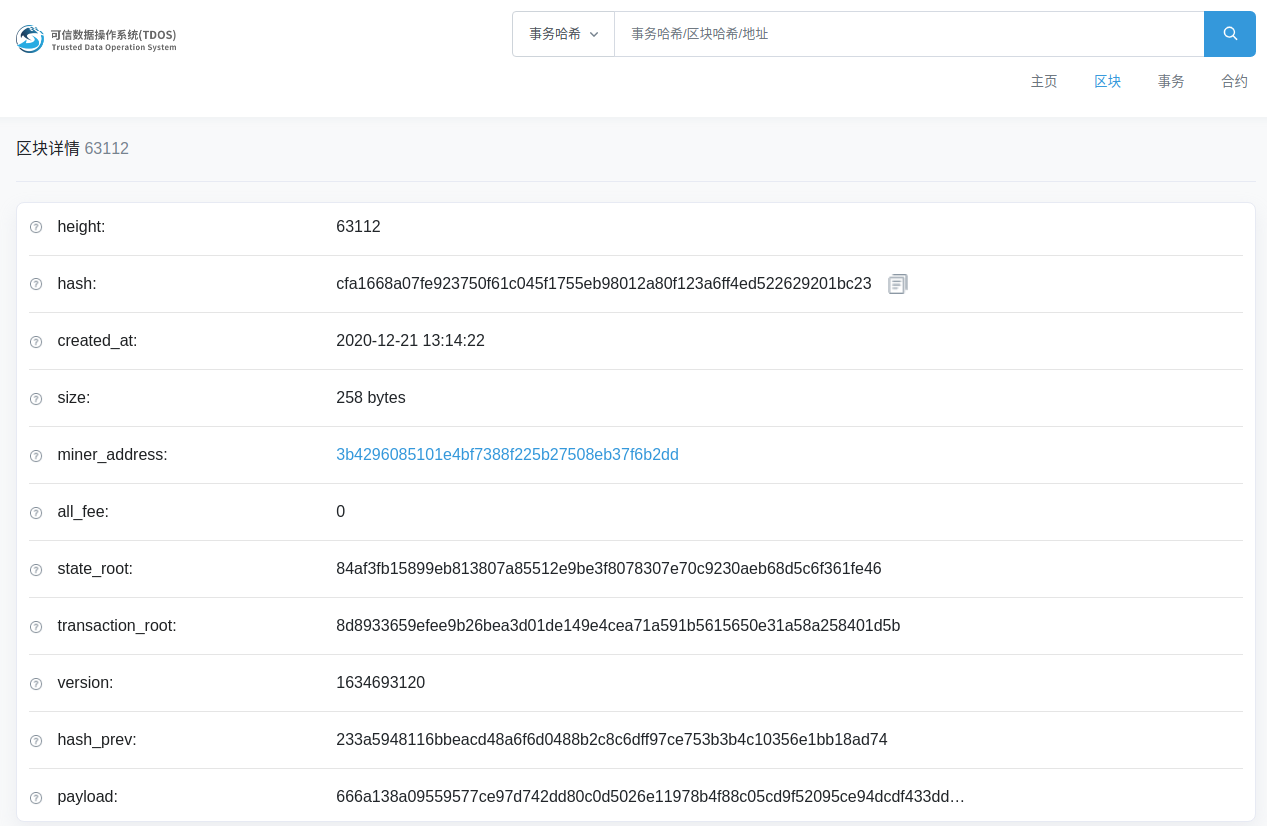 可信数据操作系统(TDOS)
Trusted Data Operation System
事务哈希 事务哈希/区块哈希/地址
主页 区块 事务 合约
区块详情 63112
height: 63112
hash: cfa1668a07fe923750f61c045f1755eb98012a80f123a6ff4ed522629201bc23
created_at: 2020-12-21 13:14:22
size: 258 bytes
miner_address: 3b4296085101e4bf7388f225b27508eb37f6b2dd
all_fee: 0
state_root: 84af3fb15899eb813807a85512e9be3f8078307e70c9230aeb68d5c6f361fe46
transaction_root: 8d8933659efee9b26bea3d01de149e4cea71a591b5615650e31a58a258401d5b
version: 1634693120
hash_prev: 233a5948116bbeacd48a6f6d0488b2c8c6dff97ce753b3b4c10356e1bb18ad74
payload: 666a138a09559577ce97d742dd80c0d5026e11978b4f88c05cd9f52095ce94dcdf433dd…